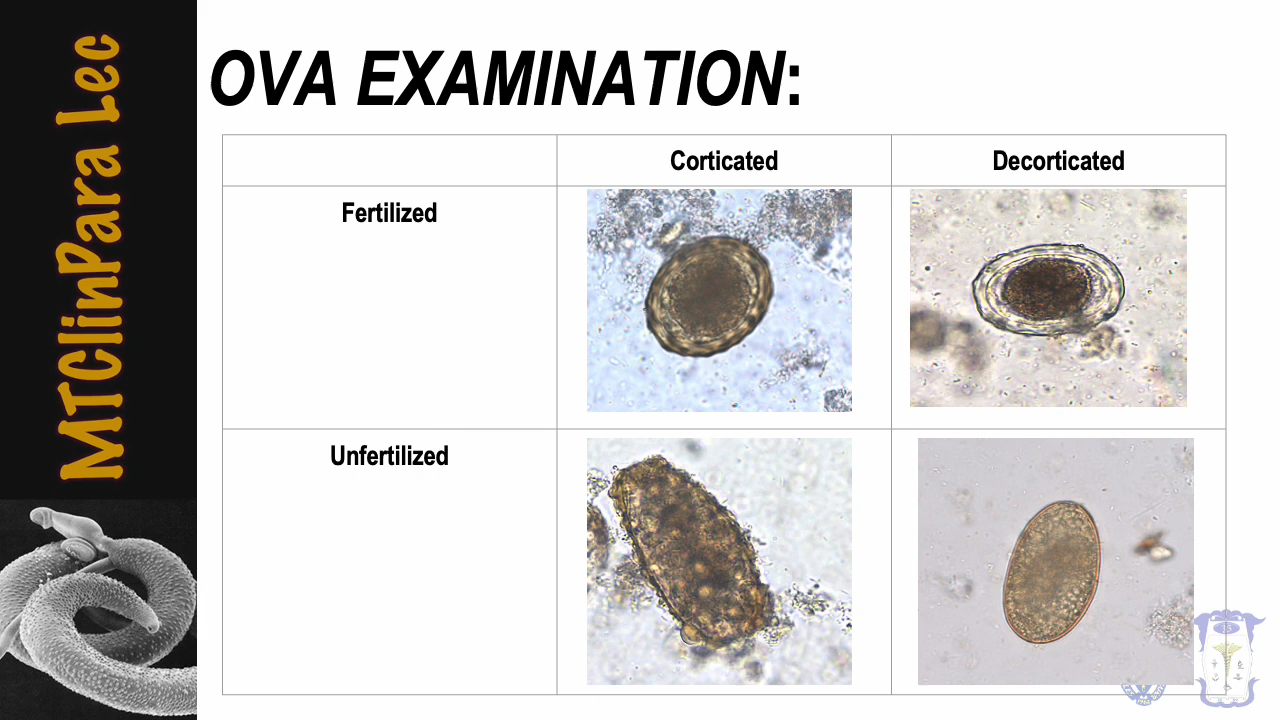 MTClinPara Lec
OVA EXAMINATION:
Corticated
Decorticated
Fertilized
Unfertilized